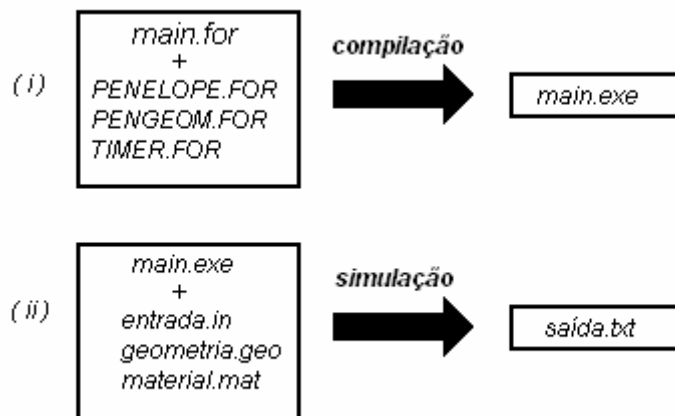 (i)
main.for
+
PENELOPE.FOR
PENGEOM.FOR
TIMER.FOR
compilação
main.exe
(ii)
main.exe
+
entrada.in
geometria.geo
material.mat
simulação
saída.txt